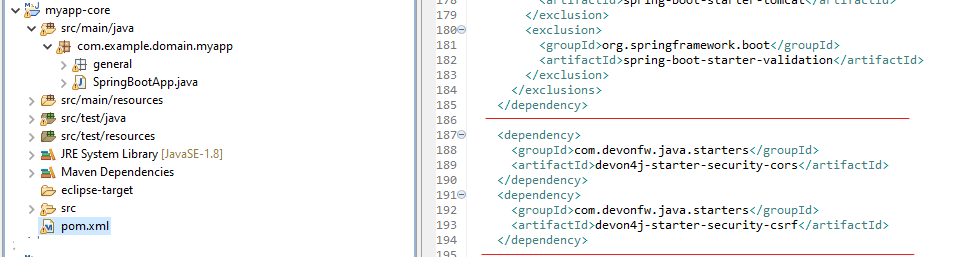 myapp-core
src/main/java
com.example.domain.myapp
general
SpringBootApp.java
src/main/resources
src/test/java
src/test/resources
JRE System Library [JavaSE-1.8]
Maven Dependencies
eclipse-target
src
pom.xml
178 <artifactId>spring-boot-starter-tomcat</artifactId>
179 </exclusion>
180 <exclusion>
181 <groupId>org.springframework.boot</groupId>
182 <artifactId>spring-boot-starter-validation</artifactId>
183 </exclusion>
184 </exclusions>
185 </dependency>
186
187 <dependency>
188 <groupId>com.devonfw.java.starters</groupId>
189 <artifactId>devon4j-starter-security-cors</artifactId>
190 </dependency>
191 <dependency>
192 <groupId>com.devonfw.java.starters</groupId>
193 <artifactId>devon4j-starter-security-csrf</artifactId>
194 </dependency>
195